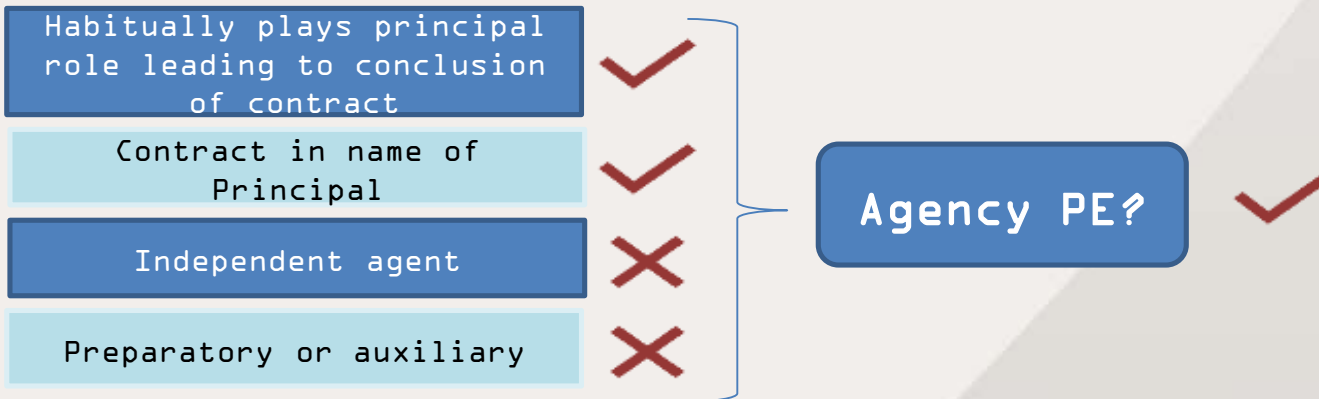 Habitually plays principal
role leading to conclusion
of contract
Contract in name of
Principal
Independent agent
Preparatory or auxiliary
Agency PE?